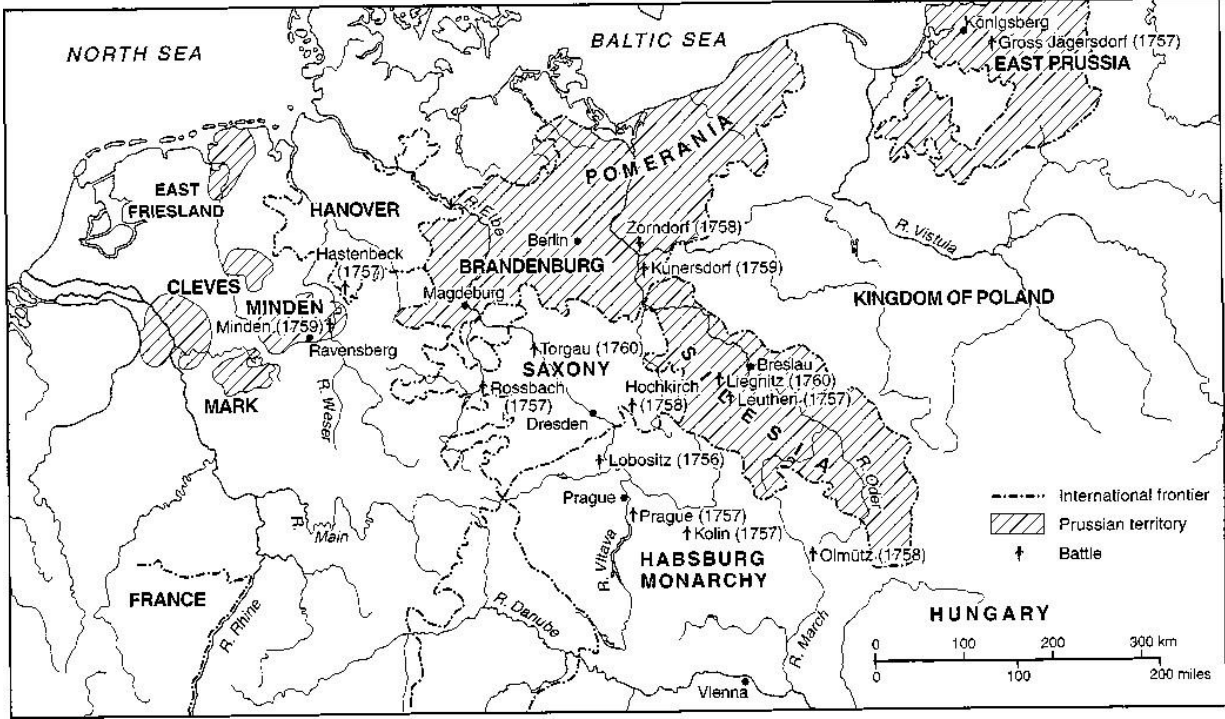 NORTH SEA
BALTIC SEA
Königsberg
Gross Jägersdorf (1757)
EAST PRUSSIA
POMERANIA
EAST
FRIESLAND
HANOVER
R. Elbe
Berlin
BRANDENBURG
Zorndorf (1758)
Kunersdorf (1759)
R. Vistula
KINGDOM OF POLAND
Hastenbeck
(1757)
CLEVES
MINDEN
Minden (1759)
Ravensberg
Magdeburg
MARK
R. Weser
Torgau (1760)
SAXONY
Rossbach
(1757)
Hochkirch
(1758)
Dresden
SILESIA
Breslau
Liegnitz (1760)
Leuthen (1757)
R. Oder
Lobositz (1756)
Prague
Prague (1757)
Kolin (1757)
R. Vltava
HABSBURG
MONARCHY
Olmütz (1758)
R. Main
FRANCE
R. Rhine
R. Danube
R. March
Vienna
HUNGARY
International frontier
Prussian territory
Battle
0 100 200 300 km
0 100 200 miles